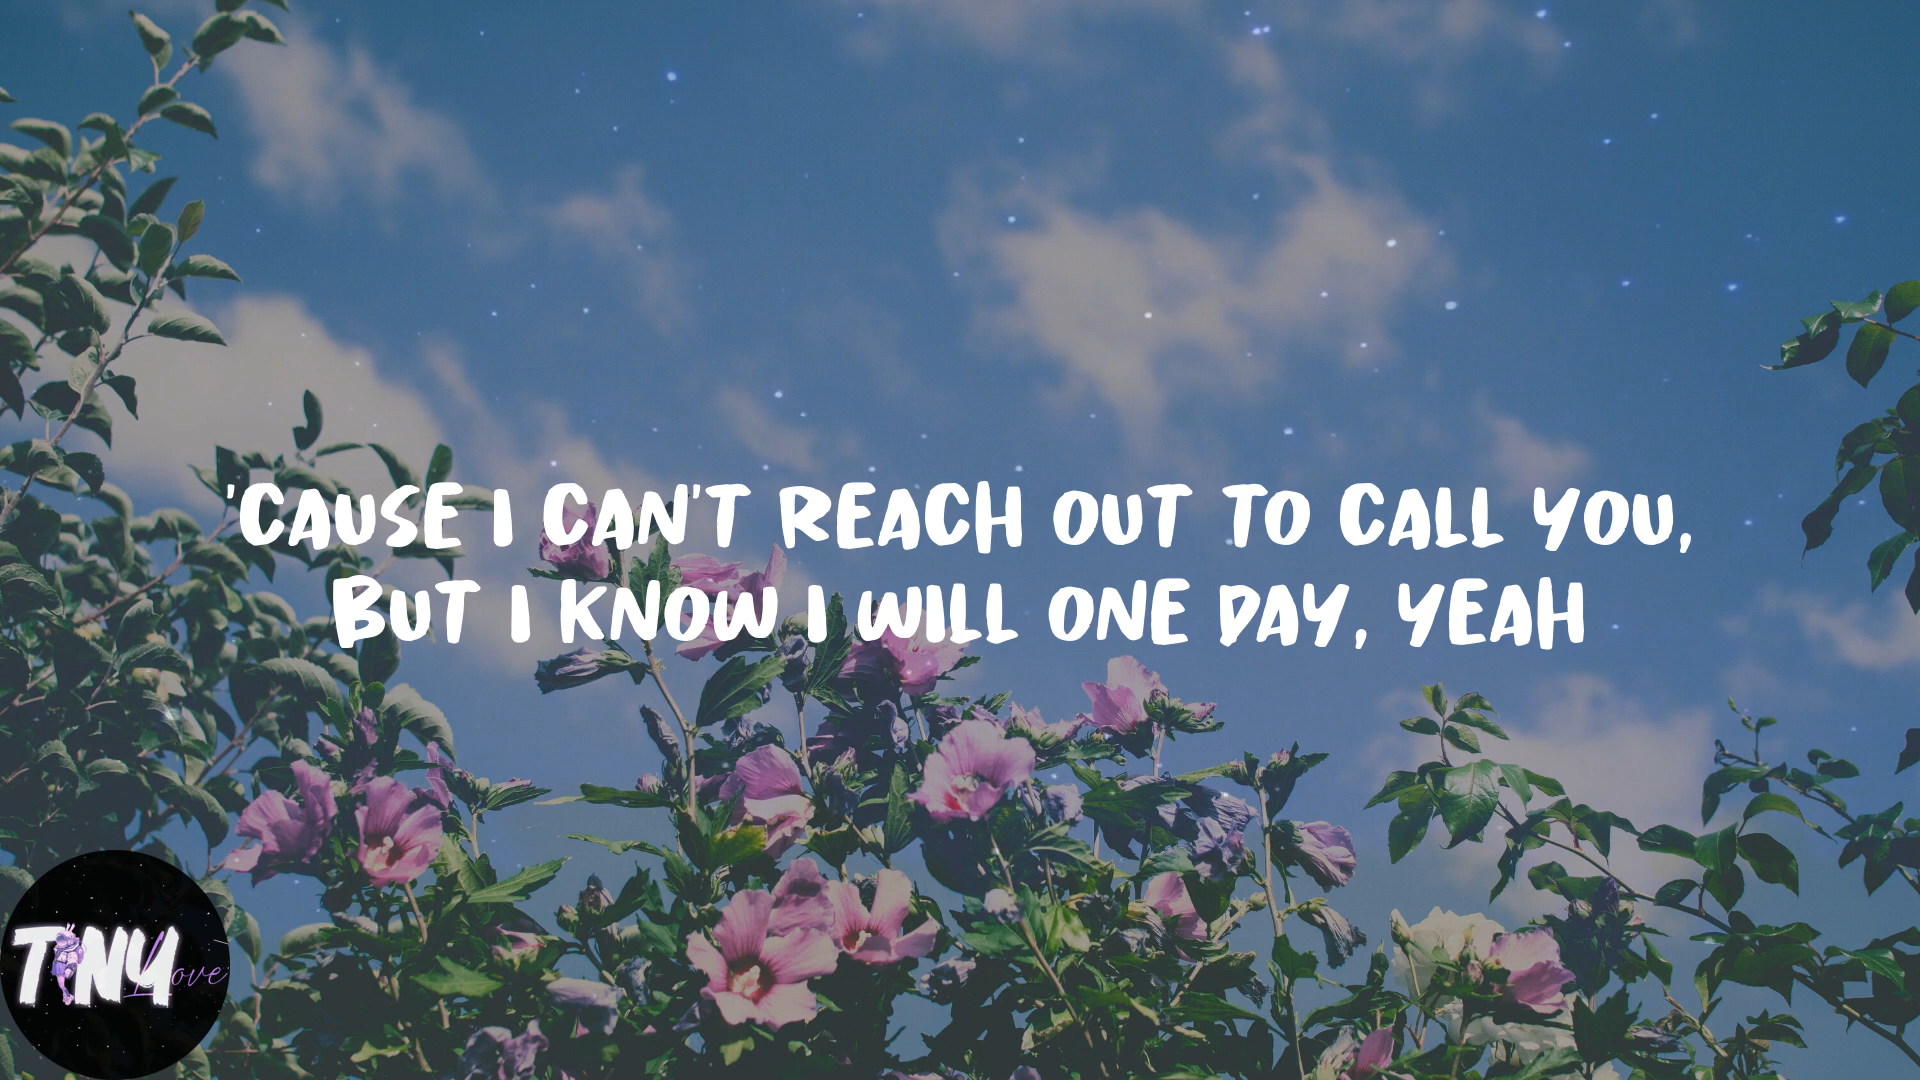 'CAUSE I CAN'T REACH OUT TO CALL YOU,
BUT I KNOW I WILL ONE DAY, YEAH
TINY Love